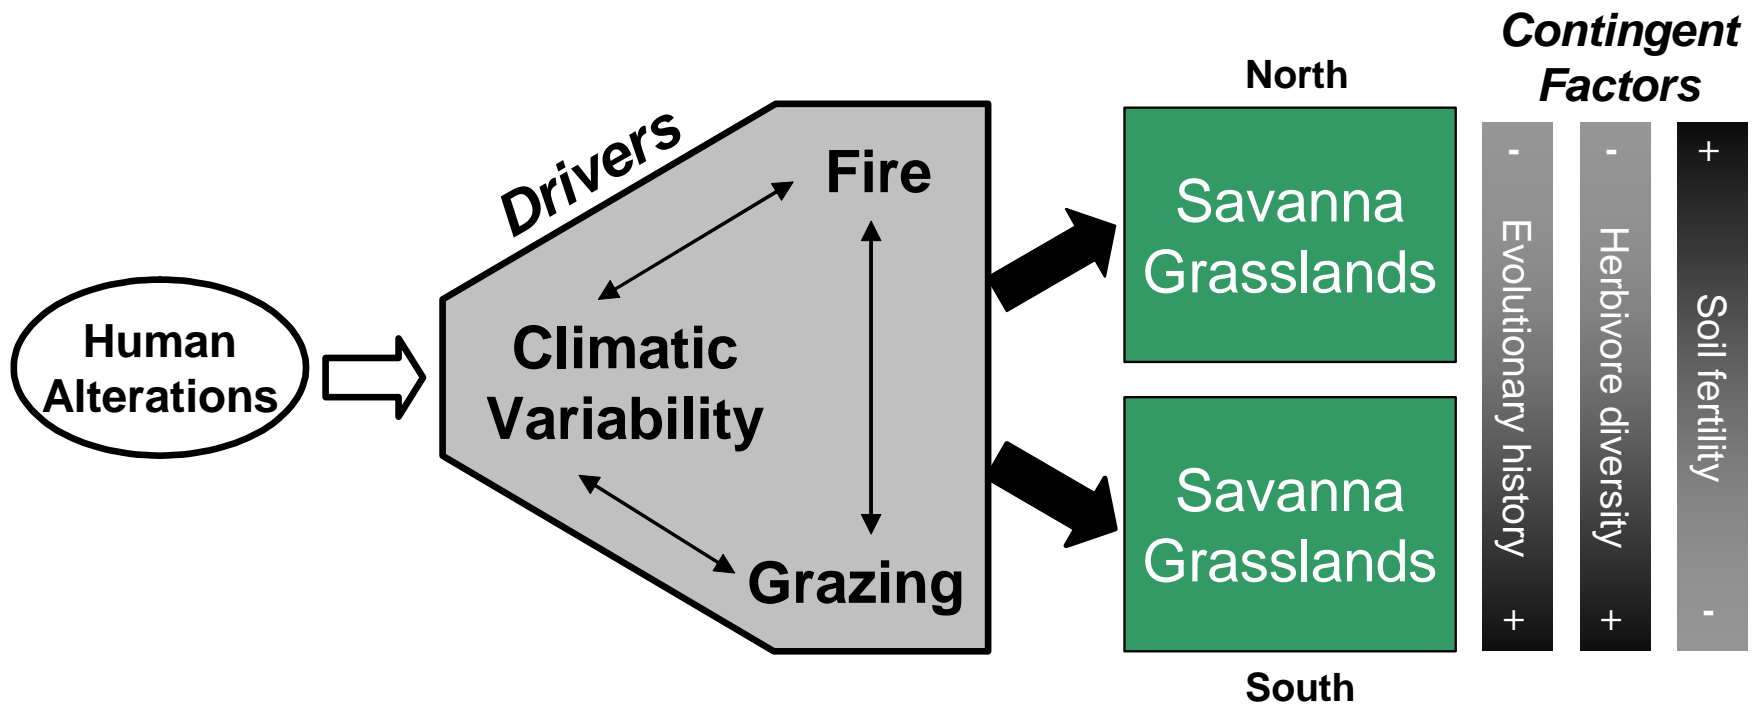 Human
Alterations
Drivers
Fire
Climatic
Variability
Grazing
North
Savanna
Grasslands
Savanna
Grasslands
South
Contingent
Factors
- Evolutionary history +
- Herbivore diversity +
+ Soil fertility -